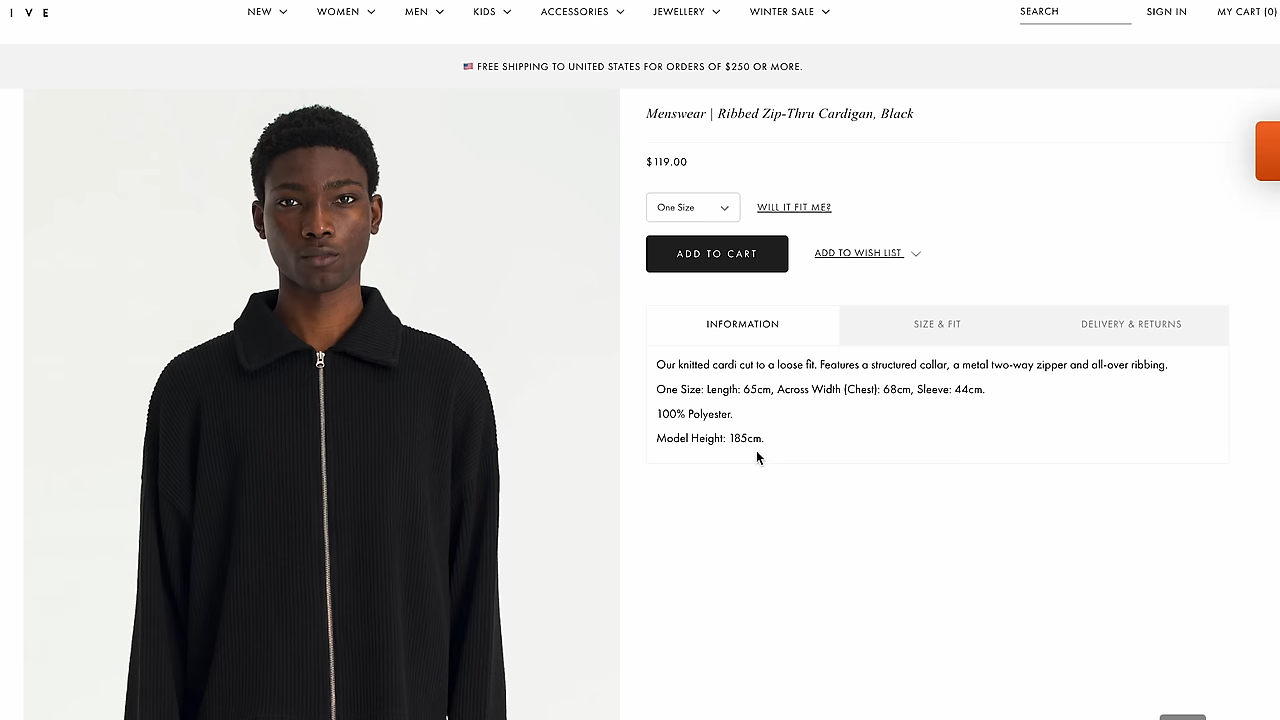 I V E
NEW WOMEN MEN KIDS ACCESSORIES JEWELLERY WINTER SALE SEARCH SIGN IN MY CART (0)
🇺🇸 FREE SHIPPING TO UNITED STATES FOR ORDERS OF $250 OR MORE.
Menswear | Ribbed Zip-Thru Cardigan, Black
$119.00
One Size WILL IT FIT ME?
ADD TO CART ADD TO WISH LIST
INFORMATION SIZE & FIT DELIVERY & RETURNS
Our knitted cardi cut to a loose fit. Features a structured collar, a metal two-way zipper and all-over ribbing.
One Size: Length: 65cm, Across Width (Chest): 68cm, Sleeve: 44cm.
100% Polyester.
Model Height: 185cm.